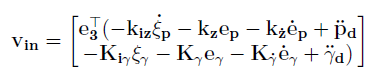 v_in = [ e_3^⊤(-k_iz ξ̇_p - k_z e_p - k_ż ė_p + p̈_d)
-K_iγ ξ_γ - K_γ e_γ - K_γ̇ ė_γ + γ̈_d) ]